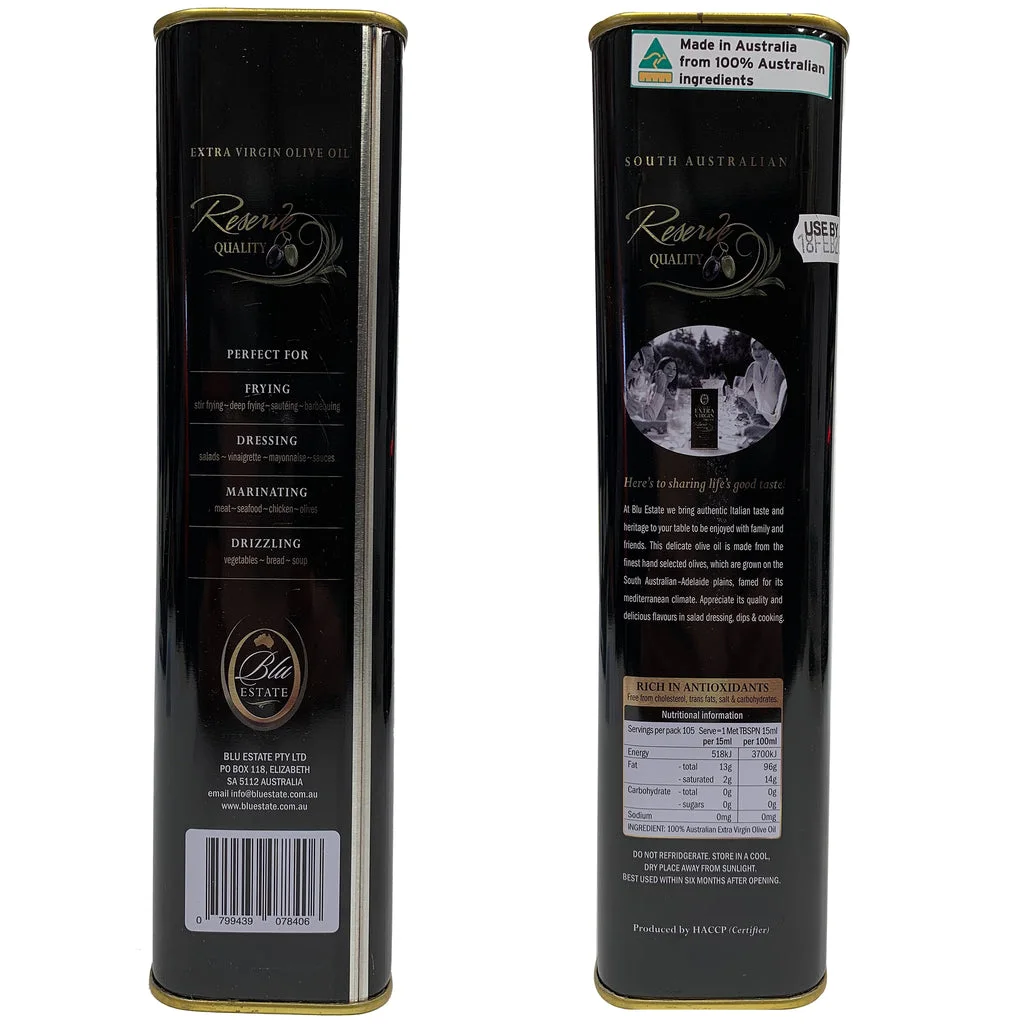 EXTRA VIRGIN OLIVE OIL
Reserve
QUALITY
PERFECT FOR
FRYING
stir frying ~ deep frying ~ sautéing ~ barbequing
DRESSING
salads ~ vinaigrette ~ mayonnaise ~ sauces
MARINATING
meat ~ seafood ~ chicken ~ olives
DRIZZLING
vegetables ~ bread ~ soup
Blu
ESTATE
BLU ESTATE PTY LTD
PO BOX 118, ELIZABETH
SA 5112 AUSTRALIA
email info@bluestate.com.au
www.bluestate.com.au
0 799439 078406
Made in Australia
from 100% Australian
ingredients
SOUTH AUSTRALIAN
Reserve
QUALITY
USE BY
18FEB2
EXTRA
VIRGIN
Here's to sharing life's good taste!
At Blu Estate we bring authentic Italian taste and
heritage to your table to be enjoyed with family and
friends. This delicate olive oil is made from the
finest hand selected olives, which are grown on the
South Australian-Adelaide plains, famed for its
mediterranean climate. Appreciate its quality and
delicious flavours in salad dressing, dips & cooking.
RICH IN ANTIOXIDANTS
Free from cholesterol, trans fats, salt & carbohydrates.
Nutritional information
Servings per pack 105 Serve=1 Met TBSPN 15ml
per 15ml per 100ml
Energy 518kJ 3700kJ
Fat - total 13g 96g
- saturated 2g 14g
Carbohydrate - total 0g 0g
- sugars 0g 0g
Sodium 0mg 0mg
INGREDIENT: 100% Australian Extra Virgin Olive Oil
DO NOT REFRIDGERATE. STORE IN A COOL,
DRY PLACE AWAY FROM SUNLIGHT.
BEST USED WITHIN SIX MONTHS AFTER OPENING.
Produced by HACCP (Certifier)